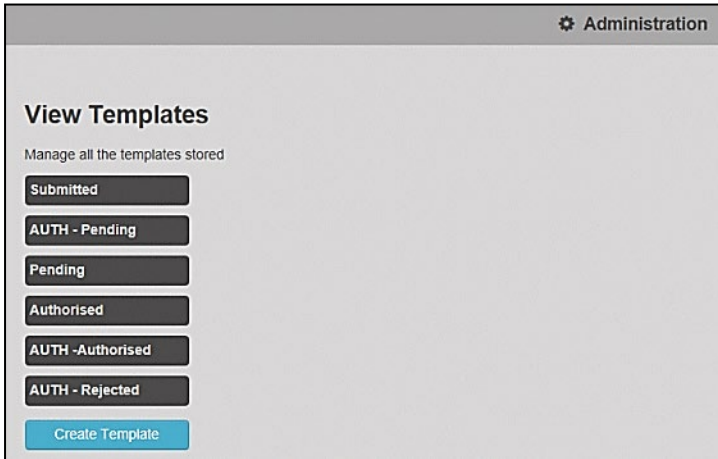 Administration
View Templates
Manage all the templates stored
Submitted
AUTH - Pending
Pending
Authorised
AUTH -Authorised
AUTH - Rejected
Create Template